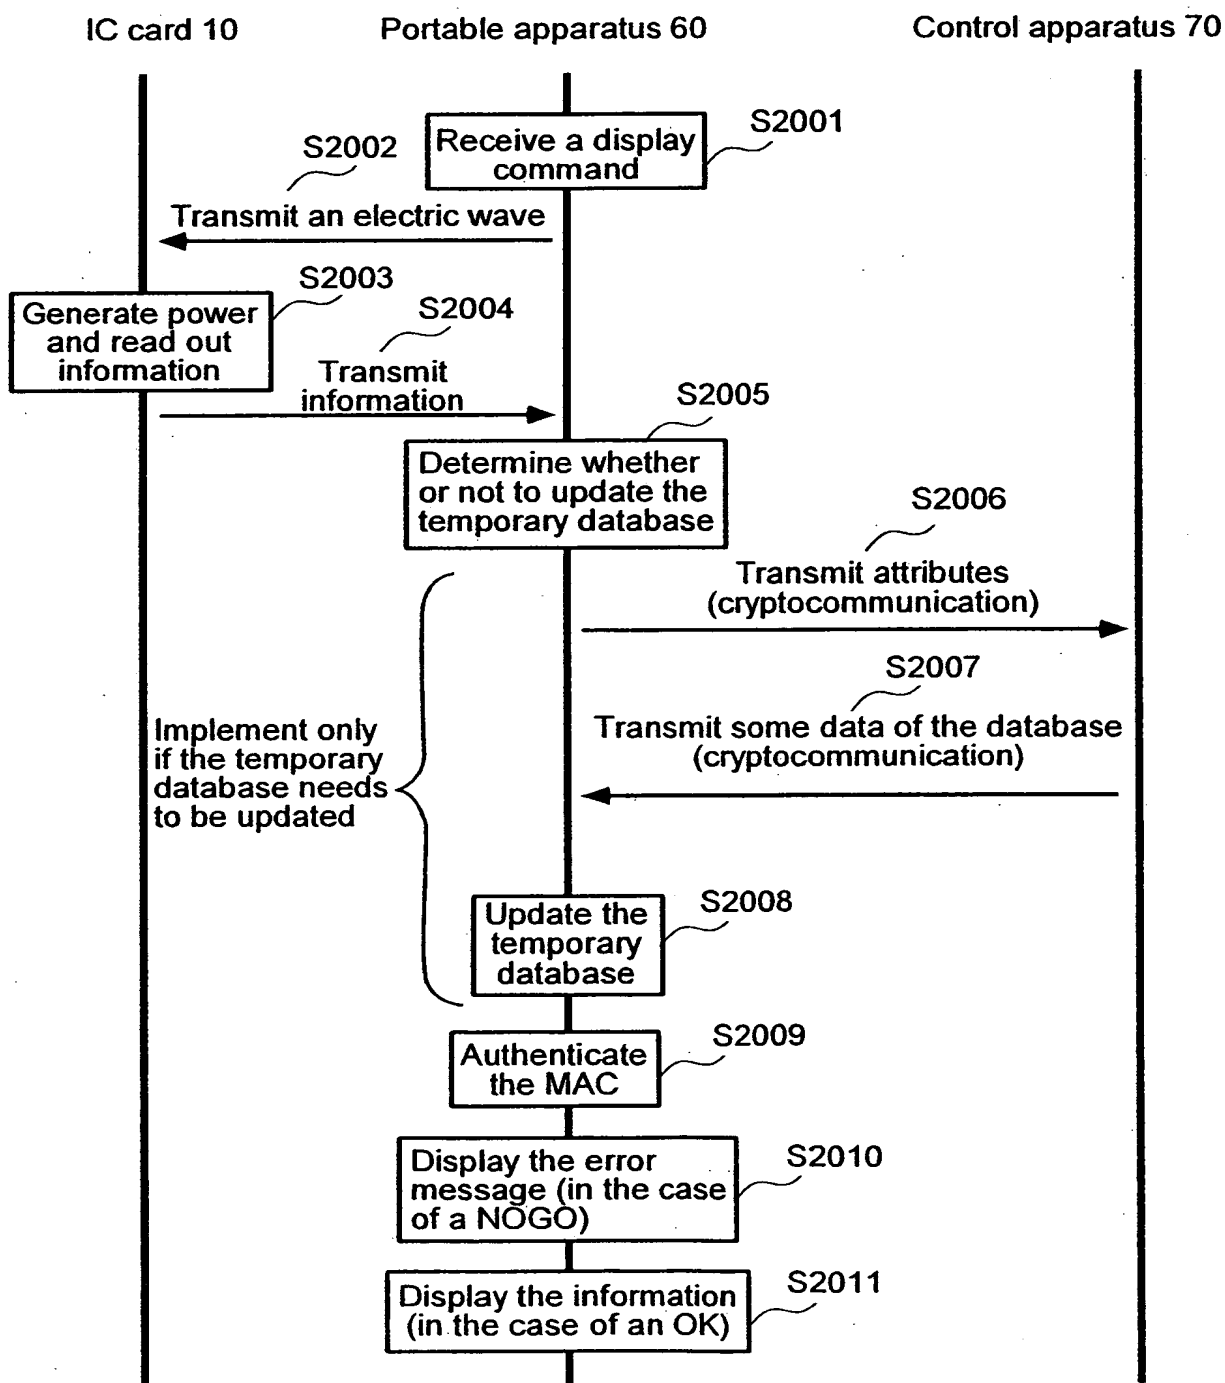 IC card 10
Portable apparatus 60
Control apparatus 70
Receive a display
command
S2001
S2002
Transmit an electric wave
S2003
Generate power
and read out
information
S2004
Transmit
information
S2005
Determine whether
or not to update the
temporary database
S2006
Transmit attributes
(cryptocommunication)
S2007
Transmit some data of the database
(cryptocommunication)
Implement only
if the temporary
database needs
to be updated
S2008
Update the
temporary
database
S2009
Authenticate
the MAC
S2010
Display the error
message (in the case
of a NOGO)
S2011
Display the information
(in the case of an OK)